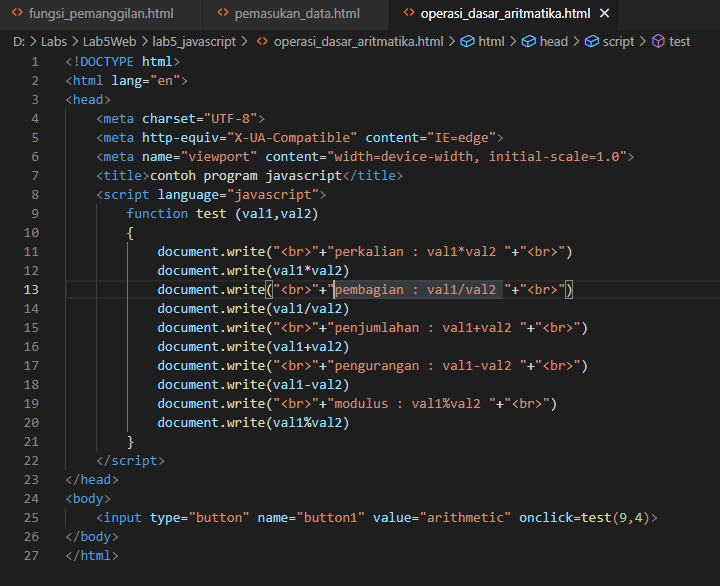 fungsi_pemanggilan.html pemasukan_data.html operasi_dasar_aritmatika.html
D: > Labs > Lab5Web > lab5_javascript > operasi_dasar_aritmatika.html > html > head > script > test
1 <!DOCTYPE html>
2 <html lang="en">
3 <head>
4 <meta charset="UTF-8">
5 <meta http-equiv="X-UA-Compatible" content="IE=edge">
6 <meta name="viewport" content="width=device-width, initial-scale=1.0">
7 <title>contoh program javascript</title>
8 <script language="javascript">
9 function test (val1,val2)
10 {
11 document.write("<br>"+"perkalian : val1*val2 "+"<br>")
12 document.write(val1*val2)
13 document.write("<br>"+"pembagian : val1/val2 "+"<br>")
14 document.write(val1/val2)
15 document.write("<br>"+"penjumlahan : val1+val2 "+"<br>")
16 document.write(val1+val2)
17 document.write("<br>"+"pengurangan : val1-val2 "+"<br>")
18 document.write(val1-val2)
19 document.write("<br>"+"modulus : val1%val2 "+"<br>")
20 document.write(val1%val2)
21 }
22 </script>
23 </head>
24 <body>
25 <input type="button" name="button1" value="arithmetic" onclick=test(9,4)>
26 </body>
27 </html>